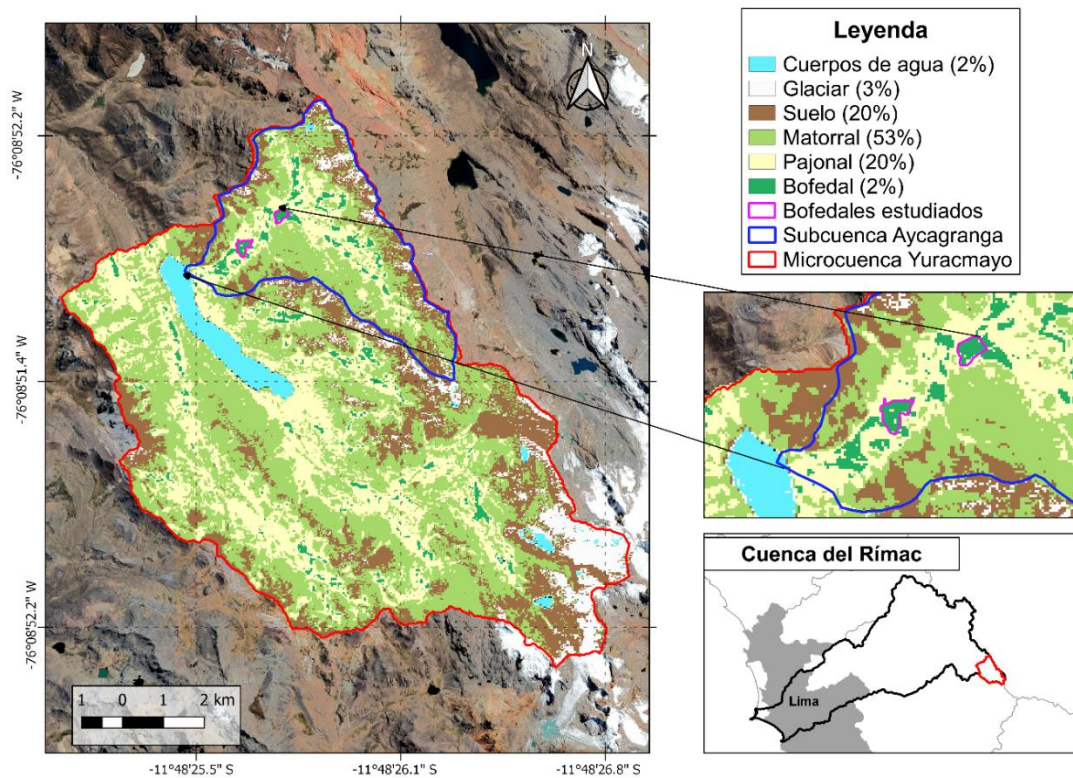 Leyenda
Cuerpos de agua (2%)
Glaciar (3%)
Suelo (20%)
Matorral (53%)
Pajonal (20%)
Bofedal (2%)
Bofedales estudiados
Subcuenca Aycagranga
Microcuenca Yuracmayo
N
-76°08'52.2" W
-76°08'51.4" W
-76°08'52.2" W
1 0 1 2 km
-11°48'25.5" S
-11°48'26.1" S
-11°48'26.8" S
Cuenca del Rímac
Lima